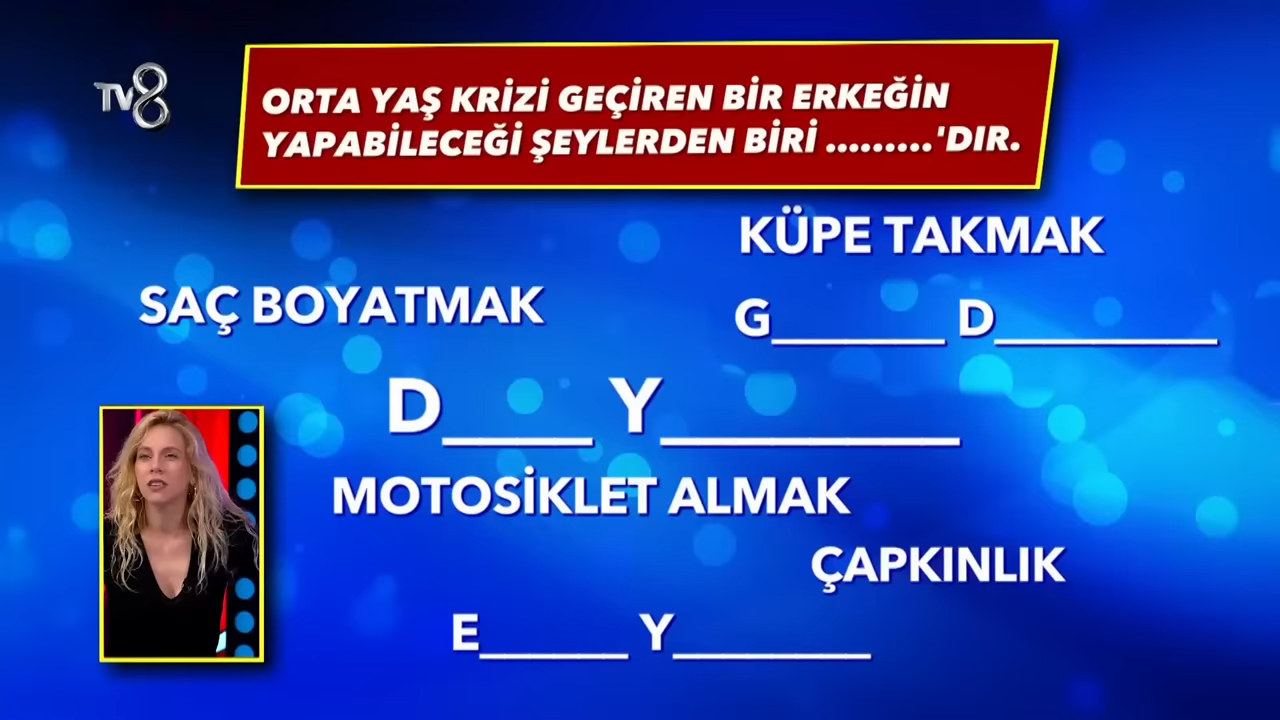 TV8
ORTA YAŞ KRİZİ GEÇİREN BİR ERKEĞİN
YAPABİLECEĞİ ŞEYLERDEN BİRİ .........'DIR.
KÜPE TAKMAK
SAÇ BOYATMAK
G_______ D_________
D_____ Y__________
MOTOSİKLET ALMAK
ÇAPKINLIK
E______ Y________